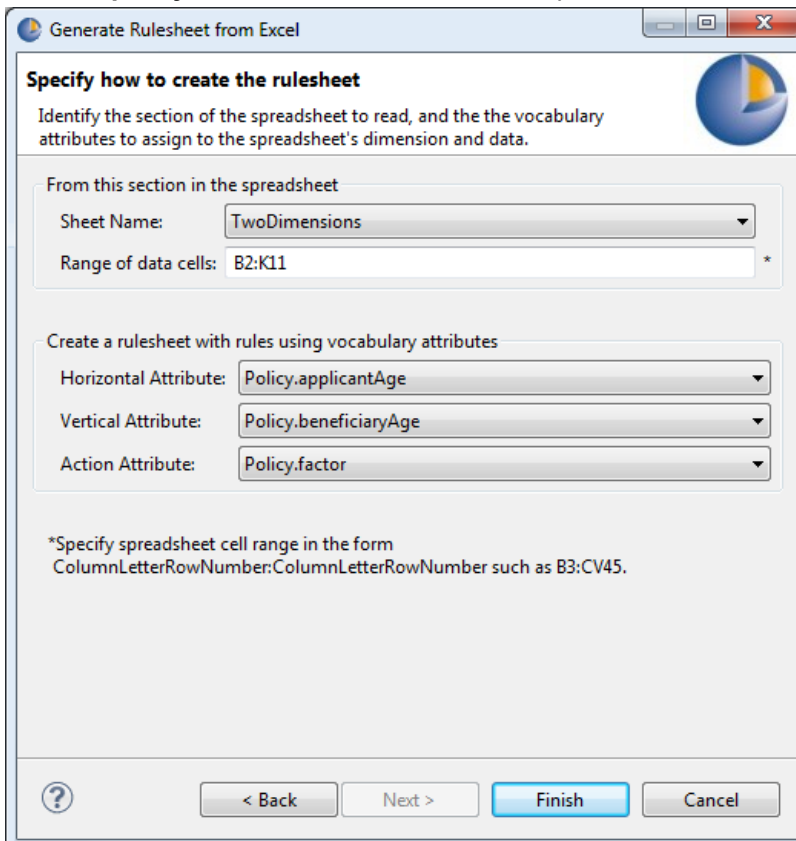 Generate Rulesheet from Excel
Specify how to create the rulesheet
Identify the section of the spreadsheet to read, and the the vocabulary
attributes to assign to the spreadsheet's dimension and data.
From this section in the spreadsheet
Sheet Name: TwoDimensions
Range of data cells: B2:K11 *
Create a rulesheet with rules using vocabulary attributes
Horizontal Attribute: Policy.applicantAge
Vertical Attribute: Policy.beneficiaryAge
Action Attribute: Policy.factor
*Specify spreadsheet cell range in the form
ColumnLetterRowNumber:ColumnLetterRowNumber such as B3:CV45.
? < Back Next > Finish Cancel